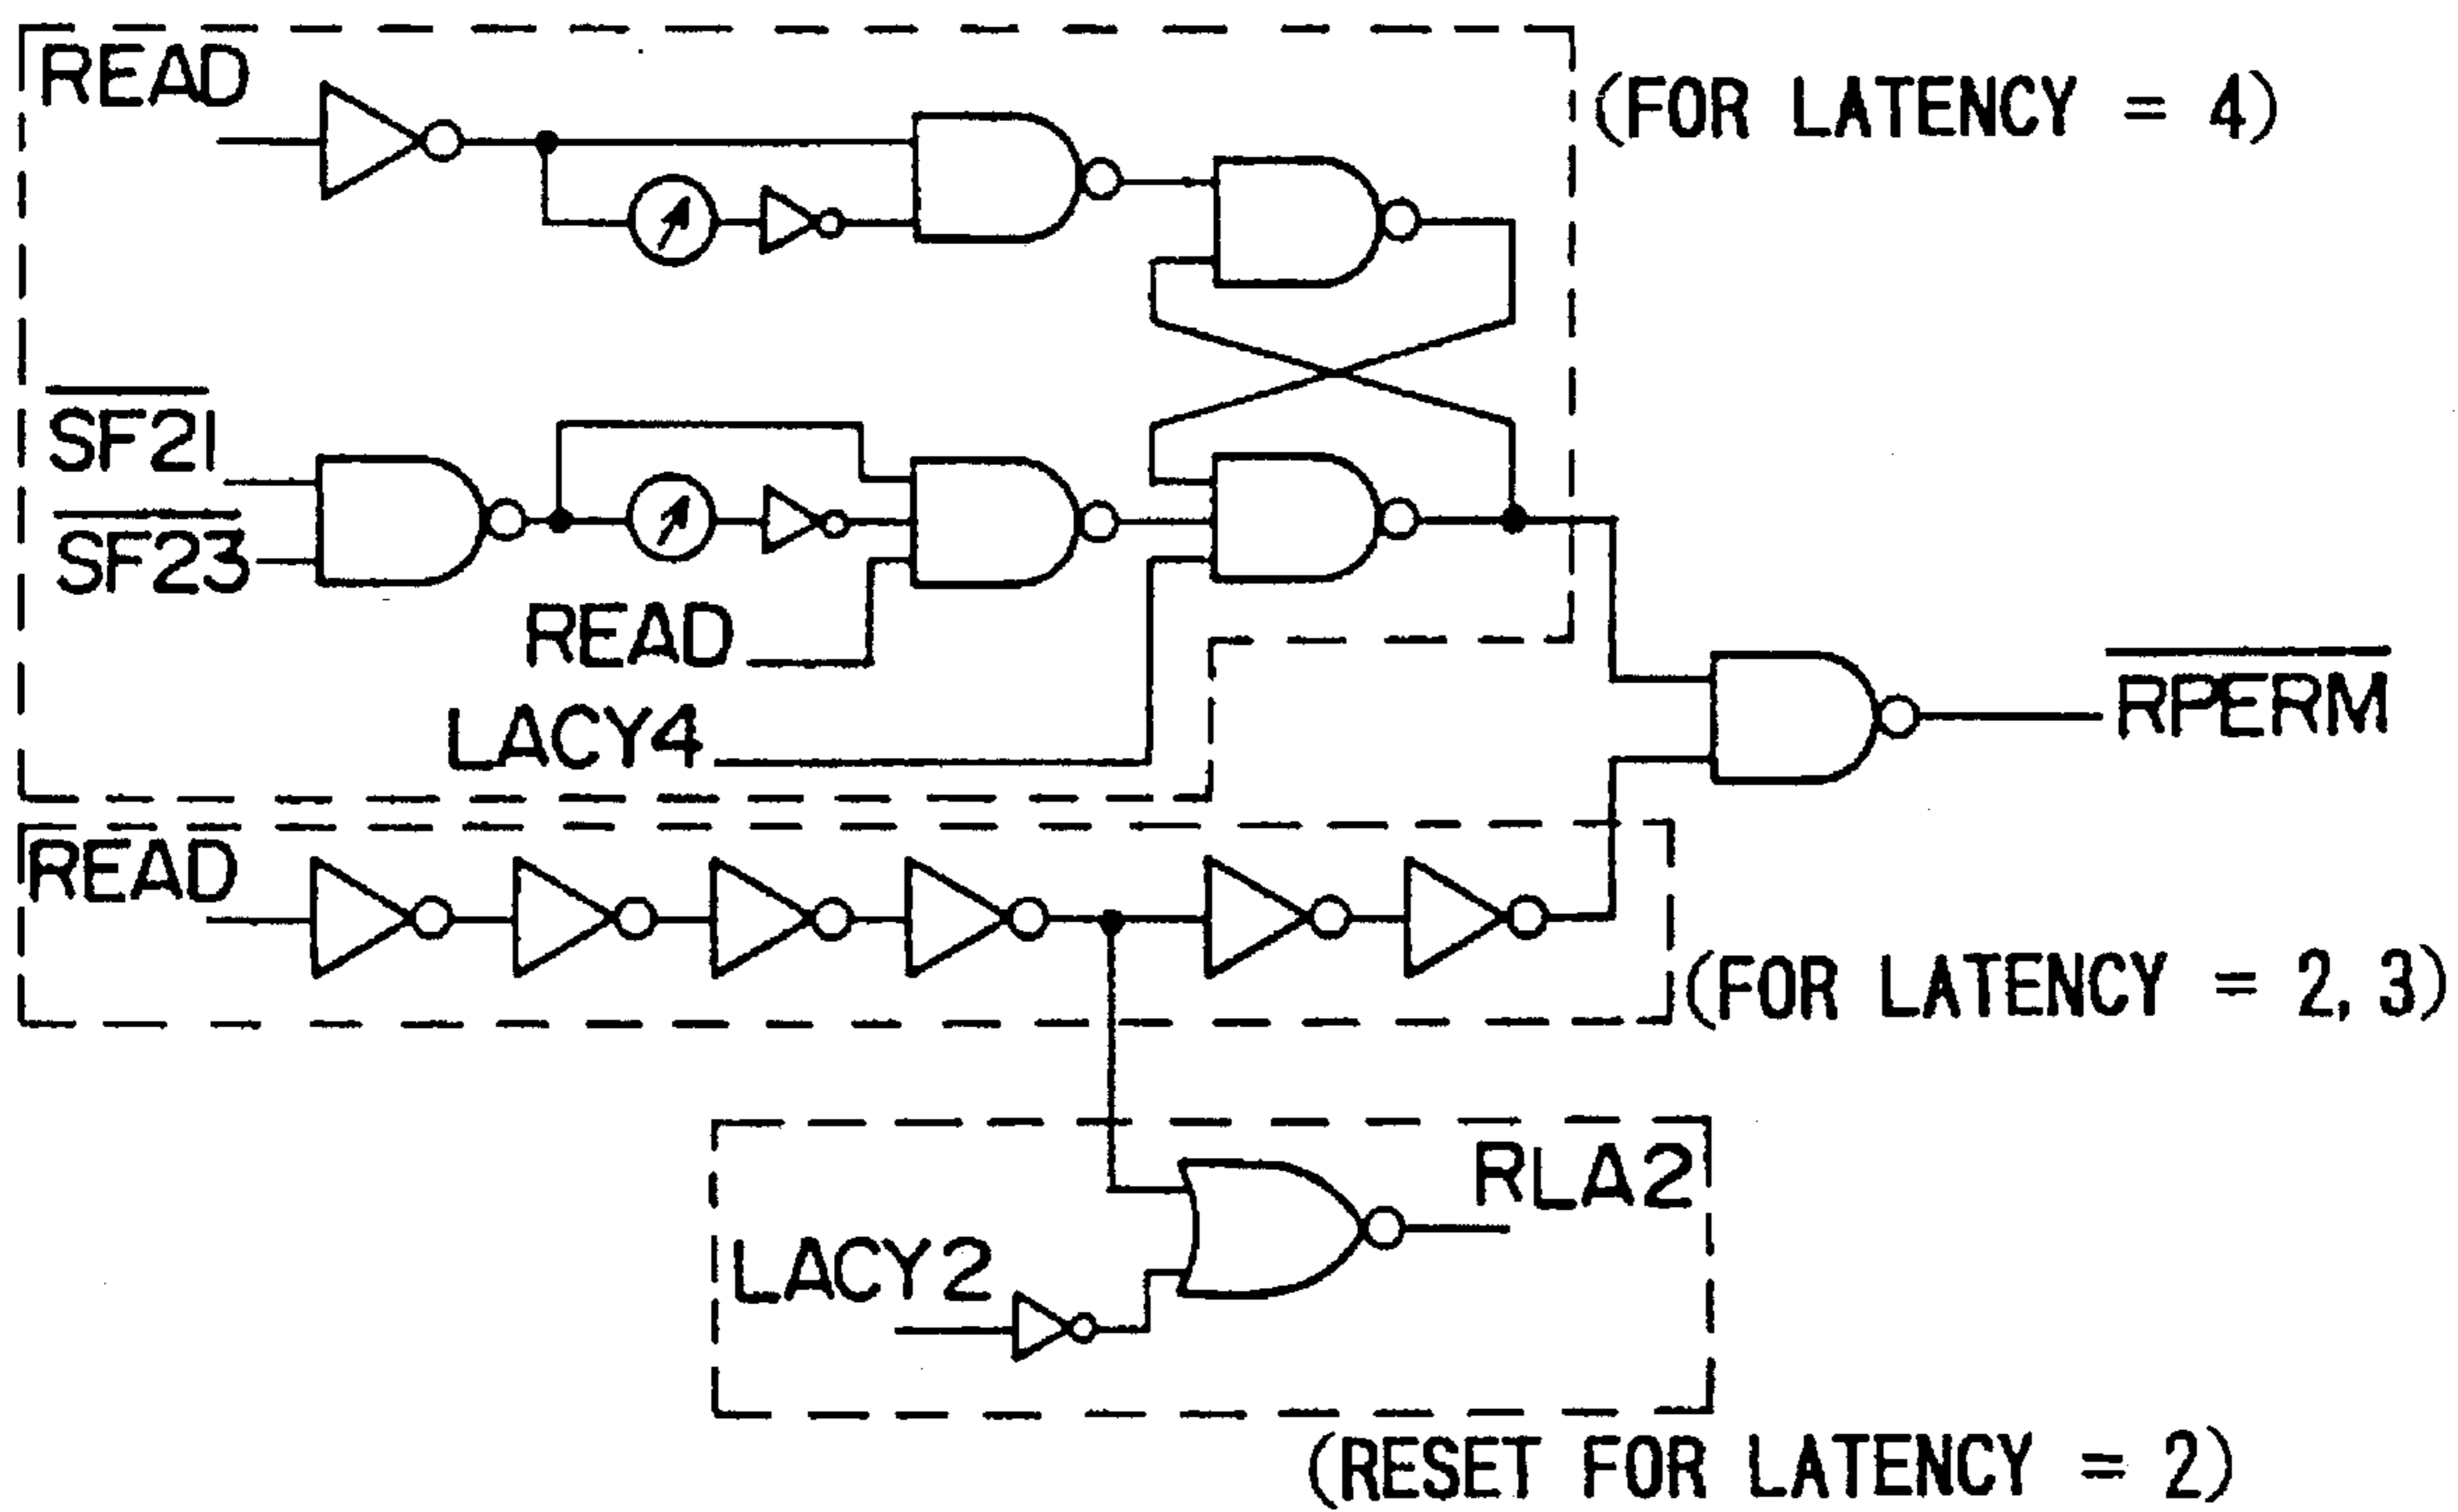 READ
(FOR LATENCY = 4)
SF21
SF23
READ
LACY4
RPERM
READ
(FOR LATENCY = 2, 3)
RLA2
LACY2
(RESET FOR LATENCY = 2)